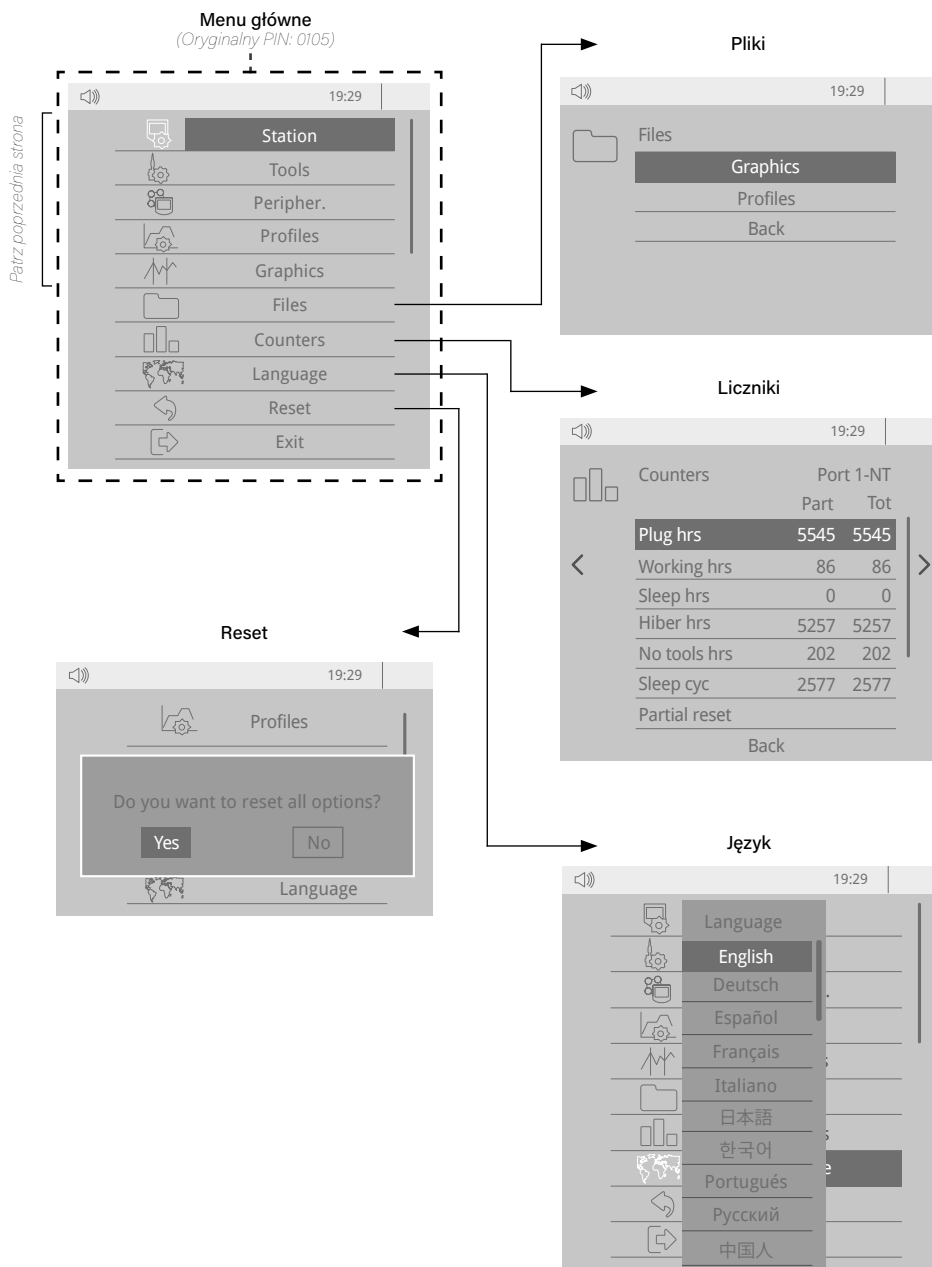 Menu główne
(Oryginalny PIN: 0105)
Patrz poprzednia strona
19:29
Station
Tools
Peripher.
Profiles
Graphics
Files
Counters
Language
Reset
Exit
Pliki
19:29
Files
Graphics
Profiles
Back
Liczniki
19:29
Counters Port 1-NT
Part Tot
Plug hrs 5545 5545
Working hrs 86 86
Sleep hrs 0 0
Hiber hrs 5257 5257
No tools hrs 202 202
Sleep cyc 2577 2577
Partial reset
Back
Reset
19:29
Profiles
Do you want to reset all options?
Yes No
Language
Język
19:29
Language
English
Deutsch
Español
Français
Italiano
日本語
한국어
Portugués
Русский
中国人